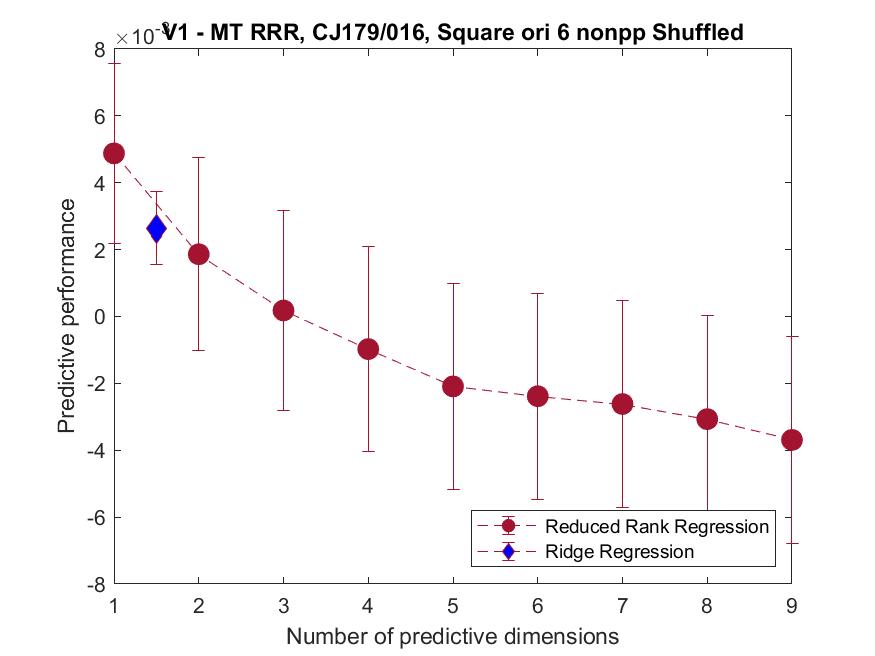 ×10-3
V1 - MT RRR, CJ179/016, Square ori 6 nonpp Shuffled
8
6
4
2
0
-2
-4
-6
-8
Predictive performance
Reduced Rank Regression
Ridge Regression
1 2 3 4 5 6 7 8 9
Number of predictive dimensions